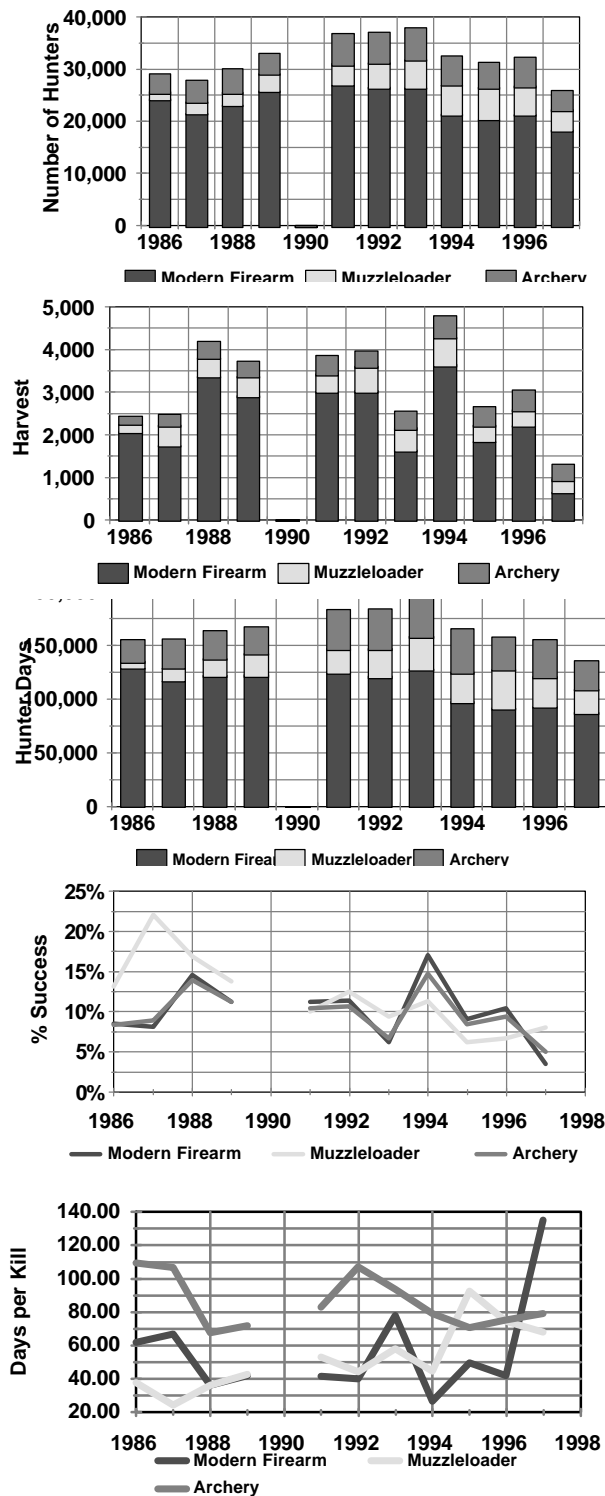 40,000
30,000
20,000
10,000
0
Number of Hunters
1986 1988 1990 1992 1994 1996
Modern Firearm Muzzleloader Archery
5,000
4,000
3,000
2,000
1,000
0
Harvest
1986 1988 1990 1992 1994 1996
Modern Firearm Muzzleloader Archery
150,000
100,000
50,000
0
Hunter Days
1986 1988 1990 1992 1994 1996
Modern Firearm Muzzleloader Archery
25%
20%
15%
10%
5%
0%
% Success
1986 1988 1990 1992 1994 1996 1998
Modern Firearm Muzzleloader Archery
140.00
120.00
100.00
80.00
60.00
40.00
20.00
Days per Kill
1986 1988 1990 1992 1994 1996 1998
Modern Firearm Muzzleloader
Archery